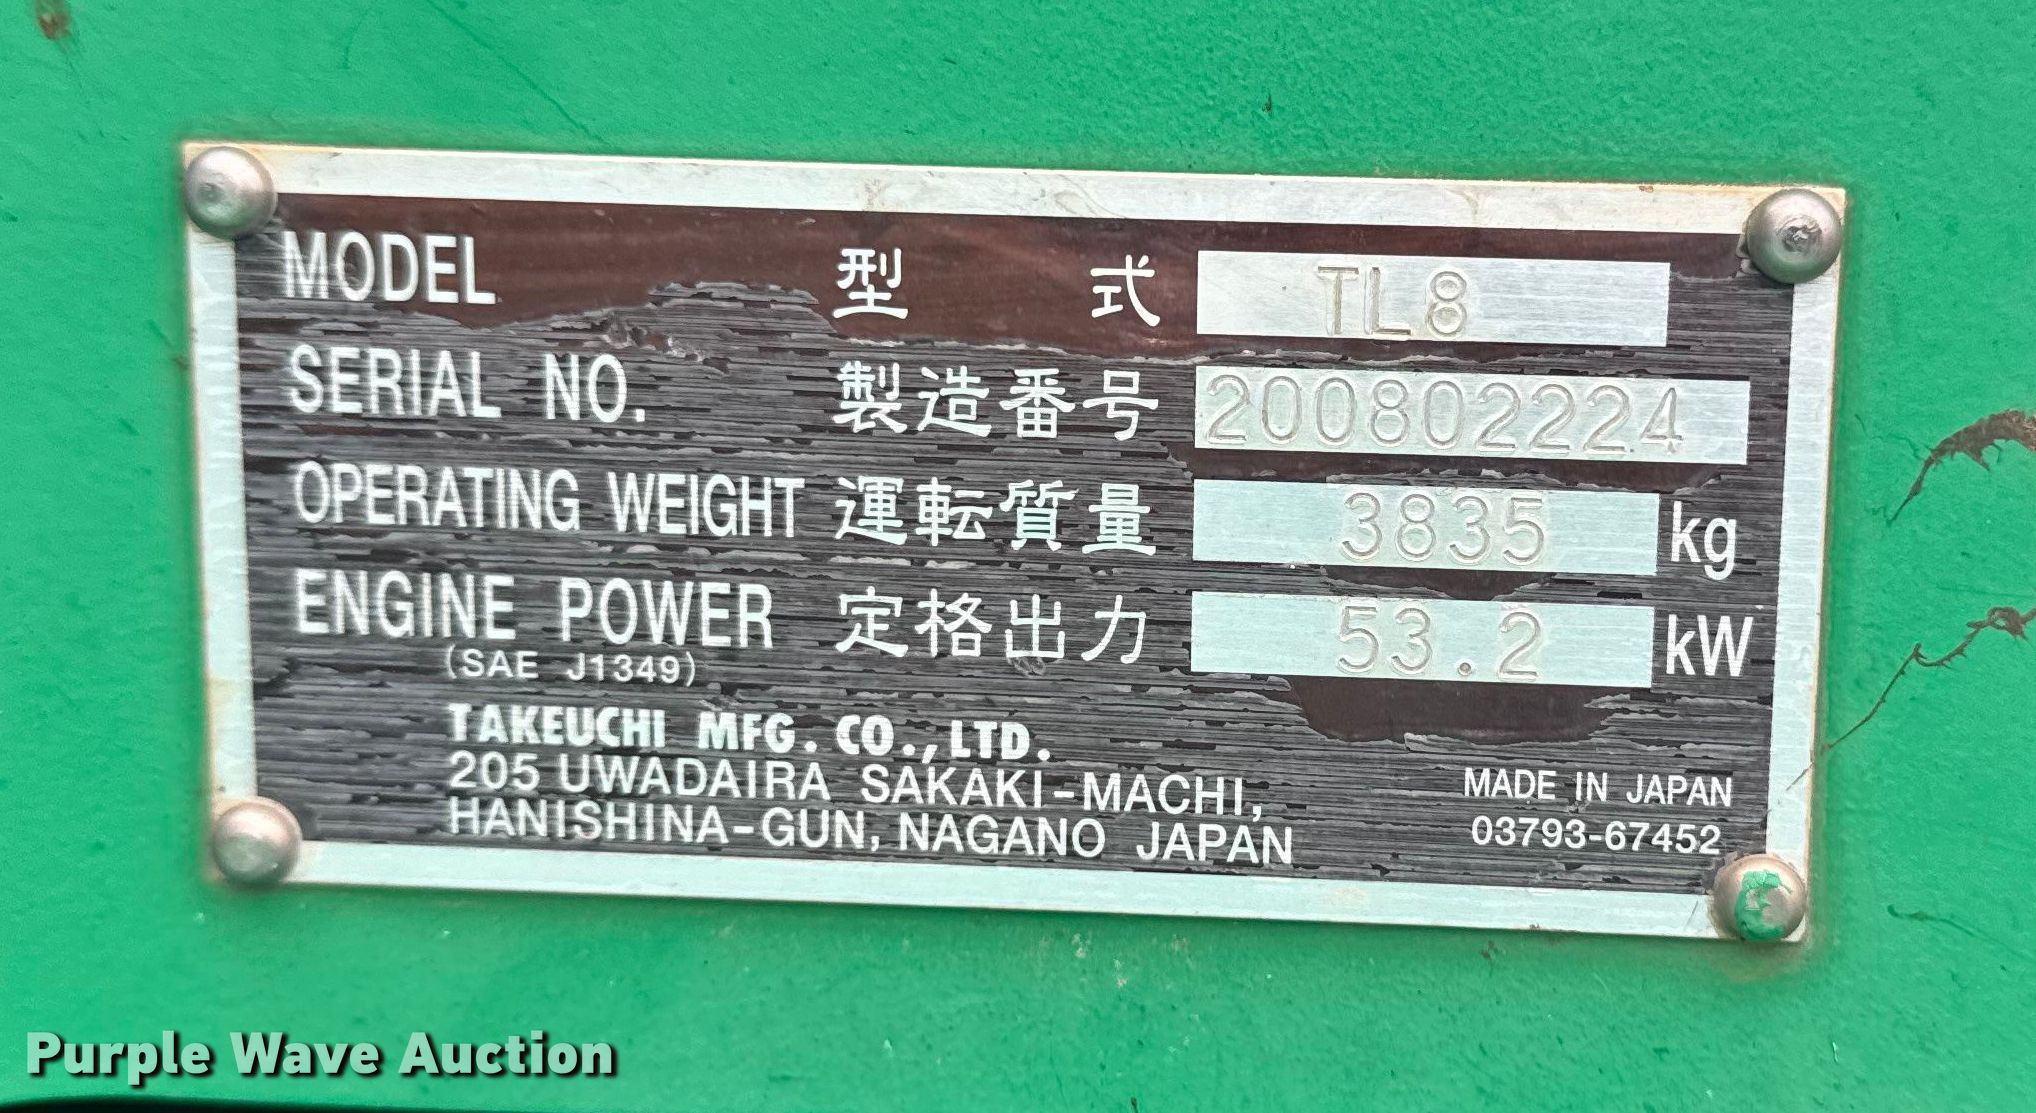 MODEL 型 式 TL8
SERIAL NO. 製造番号 200802224
OPERATING WEIGHT 運転質量 3835 kg
ENGINE POWER 定格出力 53.2 kW
(SAE J1349)
TAKEUCHI MFG. CO., LTD.
205 UWADAIRA SAKAKI-MACHI,
HANISHINA-GUN, NAGANO JAPAN
MADE IN JAPAN
03793-67452
Purple Wave Auction